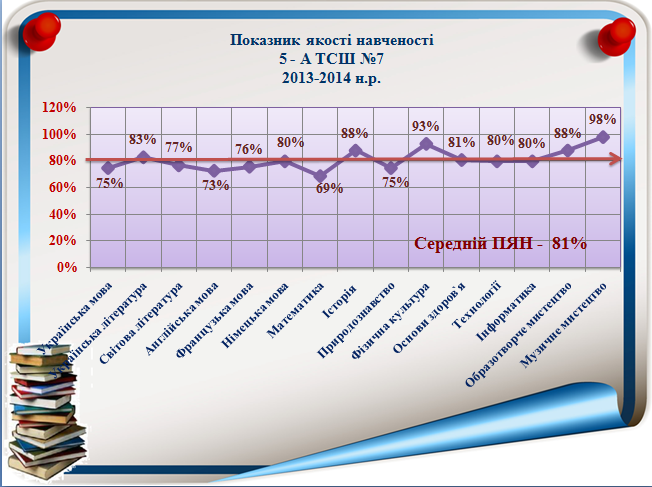 Показник якості навченості
5 - А ТСШ №7
2013-2014 н.р.
120%
100%
80%
60%
40%
20%
0%
75%
83%
77%
73%
76%
80%
69%
88%
75%
93%
81%
80%
80%
88%
98%
Середній ПЯН - 81%
Українська мова
Українська література
Світова література
Англійська мова
Французька мова
Німецька мова
Математика
Історія
Природознавство
Фізична культура
Основи здоров`я
Технології
Інформатика
Образотворче мистецтво
Музичне мистецтво